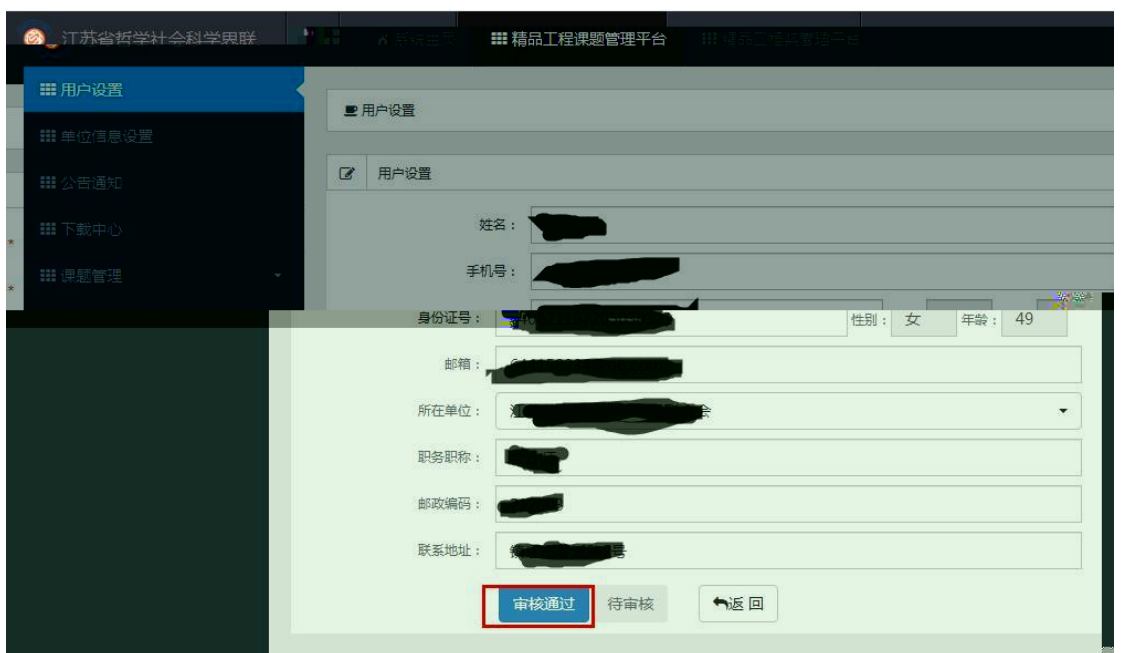 江苏省哲学社会科学界联
系统主页
精品工程课题管理平台
用户设置
单位信息设置
公告通知
下载中心
课题管理
用户设置
用户设置
姓名：
手机号：
身份证号：
性别： 女 年龄： 49
邮箱：
所在单位：
职务职称：
邮政编码：
联系地址：
审核通过 待审核 返 回